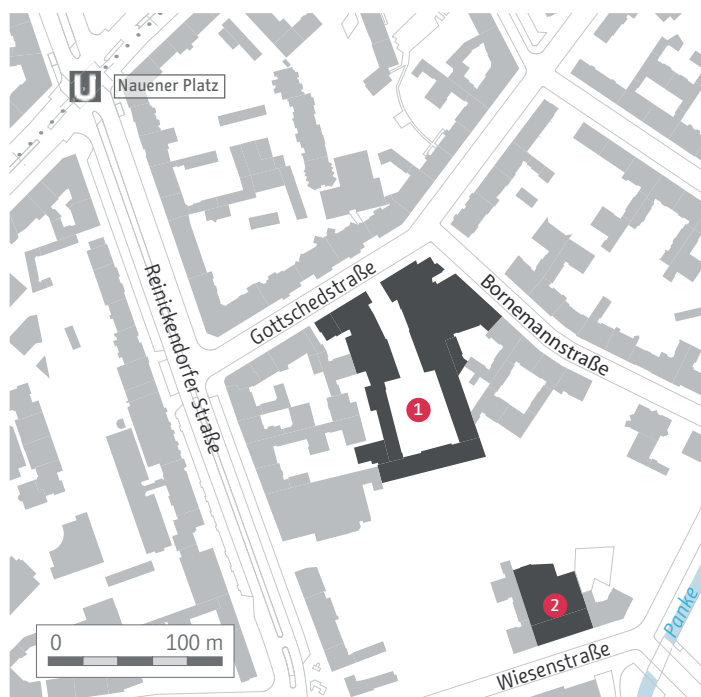 U
Nauener Platz
Reinickendorfer Straße
Gottschedstraße
Bornemannstraße
1
2
Panke
Wiesenstraße
0 100 m